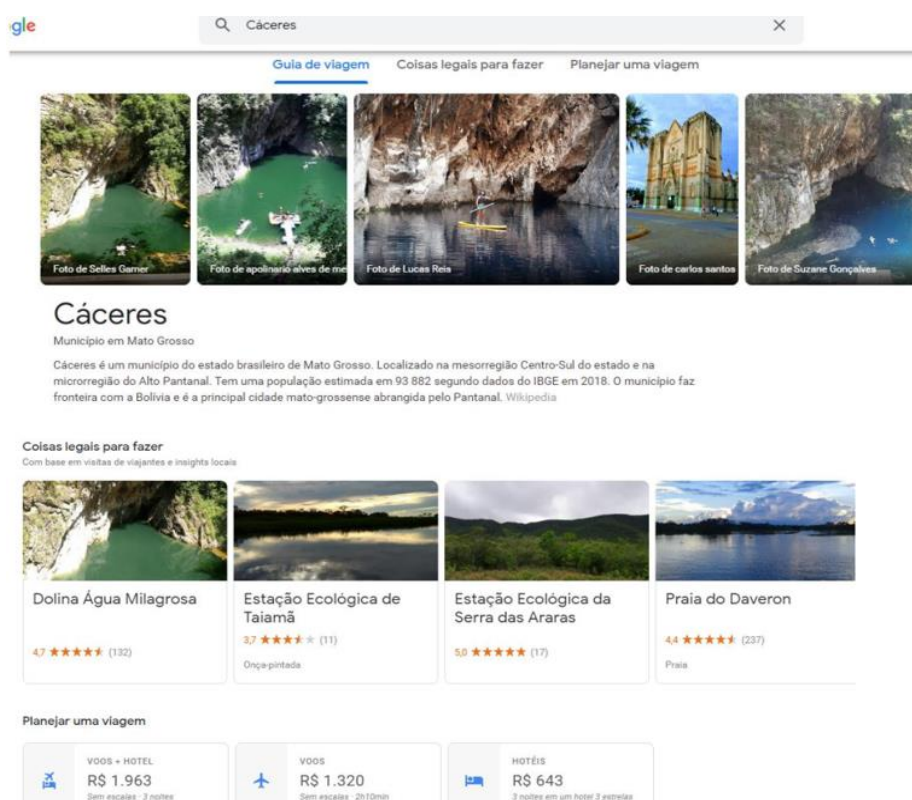 gle
Cáceres
Guia de viagem Coisas legais para fazer Planejar uma viagem
Foto de Selles Gamer Foto de apolinario alves de me Foto de Lucas Reis Foto de carlos santos Foto de Suzane Gonçalves
Cáceres
Município em Mato Grosso
Cáceres é um município do estado brasileiro de Mato Grosso. Localizado na mesorregião Centro-Sul do estado e na
microrregião do Alto Pantanal. Tem uma população estimada em 93 882 segundo dados do IBGE em 2018. O município faz
fronteira com a Bolívia e é a principal cidade mato-grossense abrangida pelo Pantanal. Wikipedia
Coisas legais para fazer
Com base em visitas de viajantes e insights locais
Dolina Água Milagrosa
4,7 (132)
Estação Ecológica de
Taiamã
3,7 (11)
Onça-pintada
Estação Ecológica da
Serra das Araras
5,0 (17)
Praia do Daveron
4,4 (237)
Praia
Planejar uma viagem
VOOS + HOTEL
R$ 1.963
Sem escalas · 3 noites
VOOS
R$ 1.320
Sem escalas · 2h10min
HOTÉIS
R$ 643
3 noites em um hotel 3 estrelas